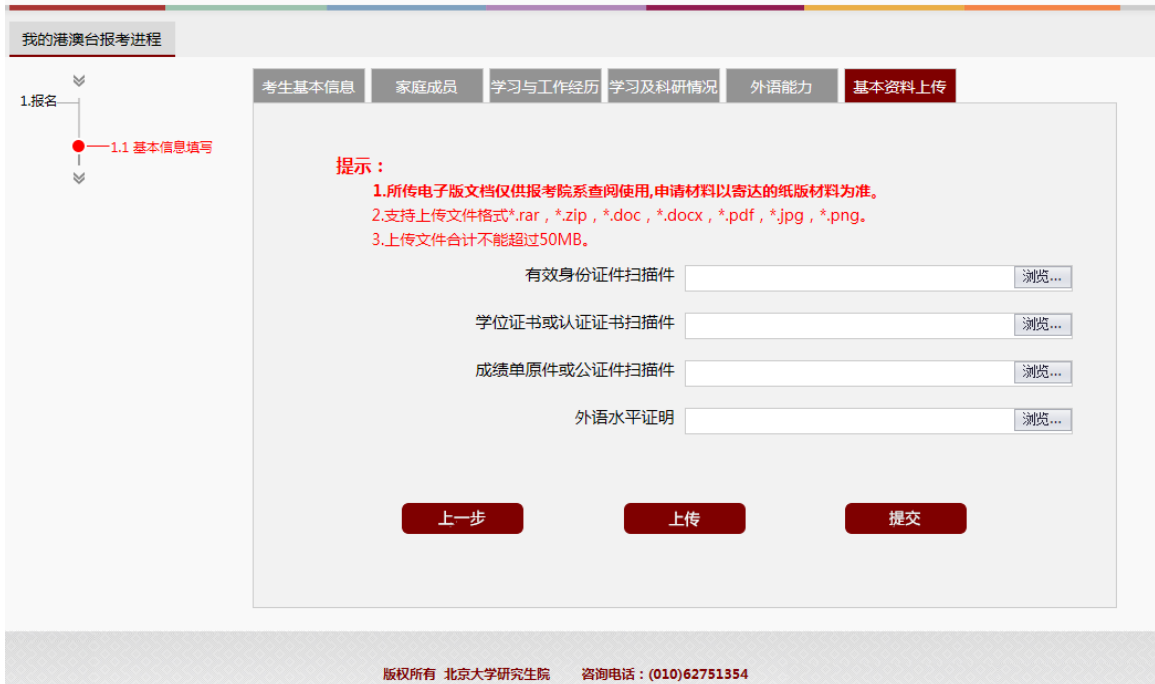 我的港澳台报考进程
1.报名
1.1 基本信息填写
考生基本信息 家庭成员 学习与工作经历 学习及科研情况 外语能力 基本资料上传
提示：
1.所传电子版文档仅供报考院系查阅使用,申请材料以寄达的纸版材料为准。
2.支持上传文件格式*.rar，*.zip，*.doc，*.docx，*.pdf，*.jpg，*.png。
3.上传文件合计不能超过50MB。
有效身份证件扫描件 浏览...
学位证书或认证证书扫描件 浏览...
成绩单原件或公证件扫描件 浏览...
外语水平证明 浏览...
上一步 上传 提交
版权所有 北京大学研究生院 咨询电话：(010)62751354